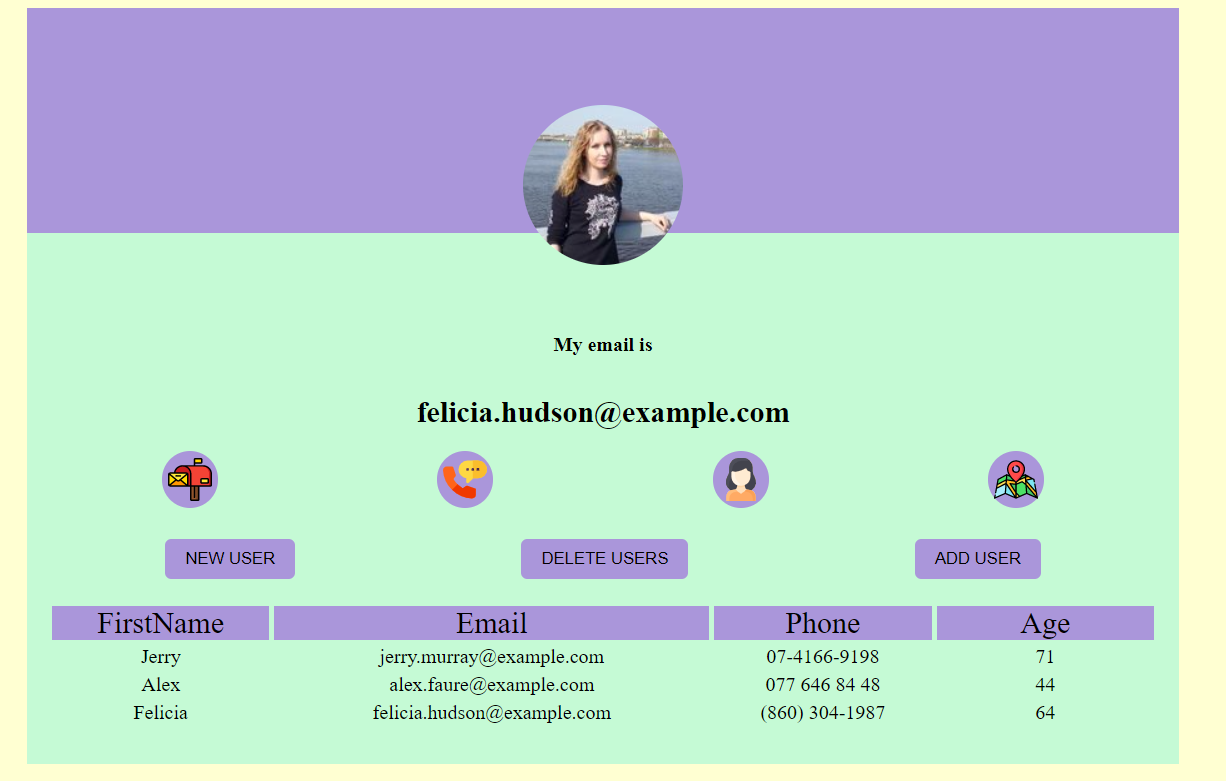 My email is
felicia.hudson@example.com
NEW USER DELETE USERS ADD USER
FirstName Email Phone Age
Jerry jerry.murray@example.com 07-4166-9198 71
Alex alex.faure@example.com 077 646 84 48 44
Felicia felicia.hudson@example.com (860) 304-1987 64